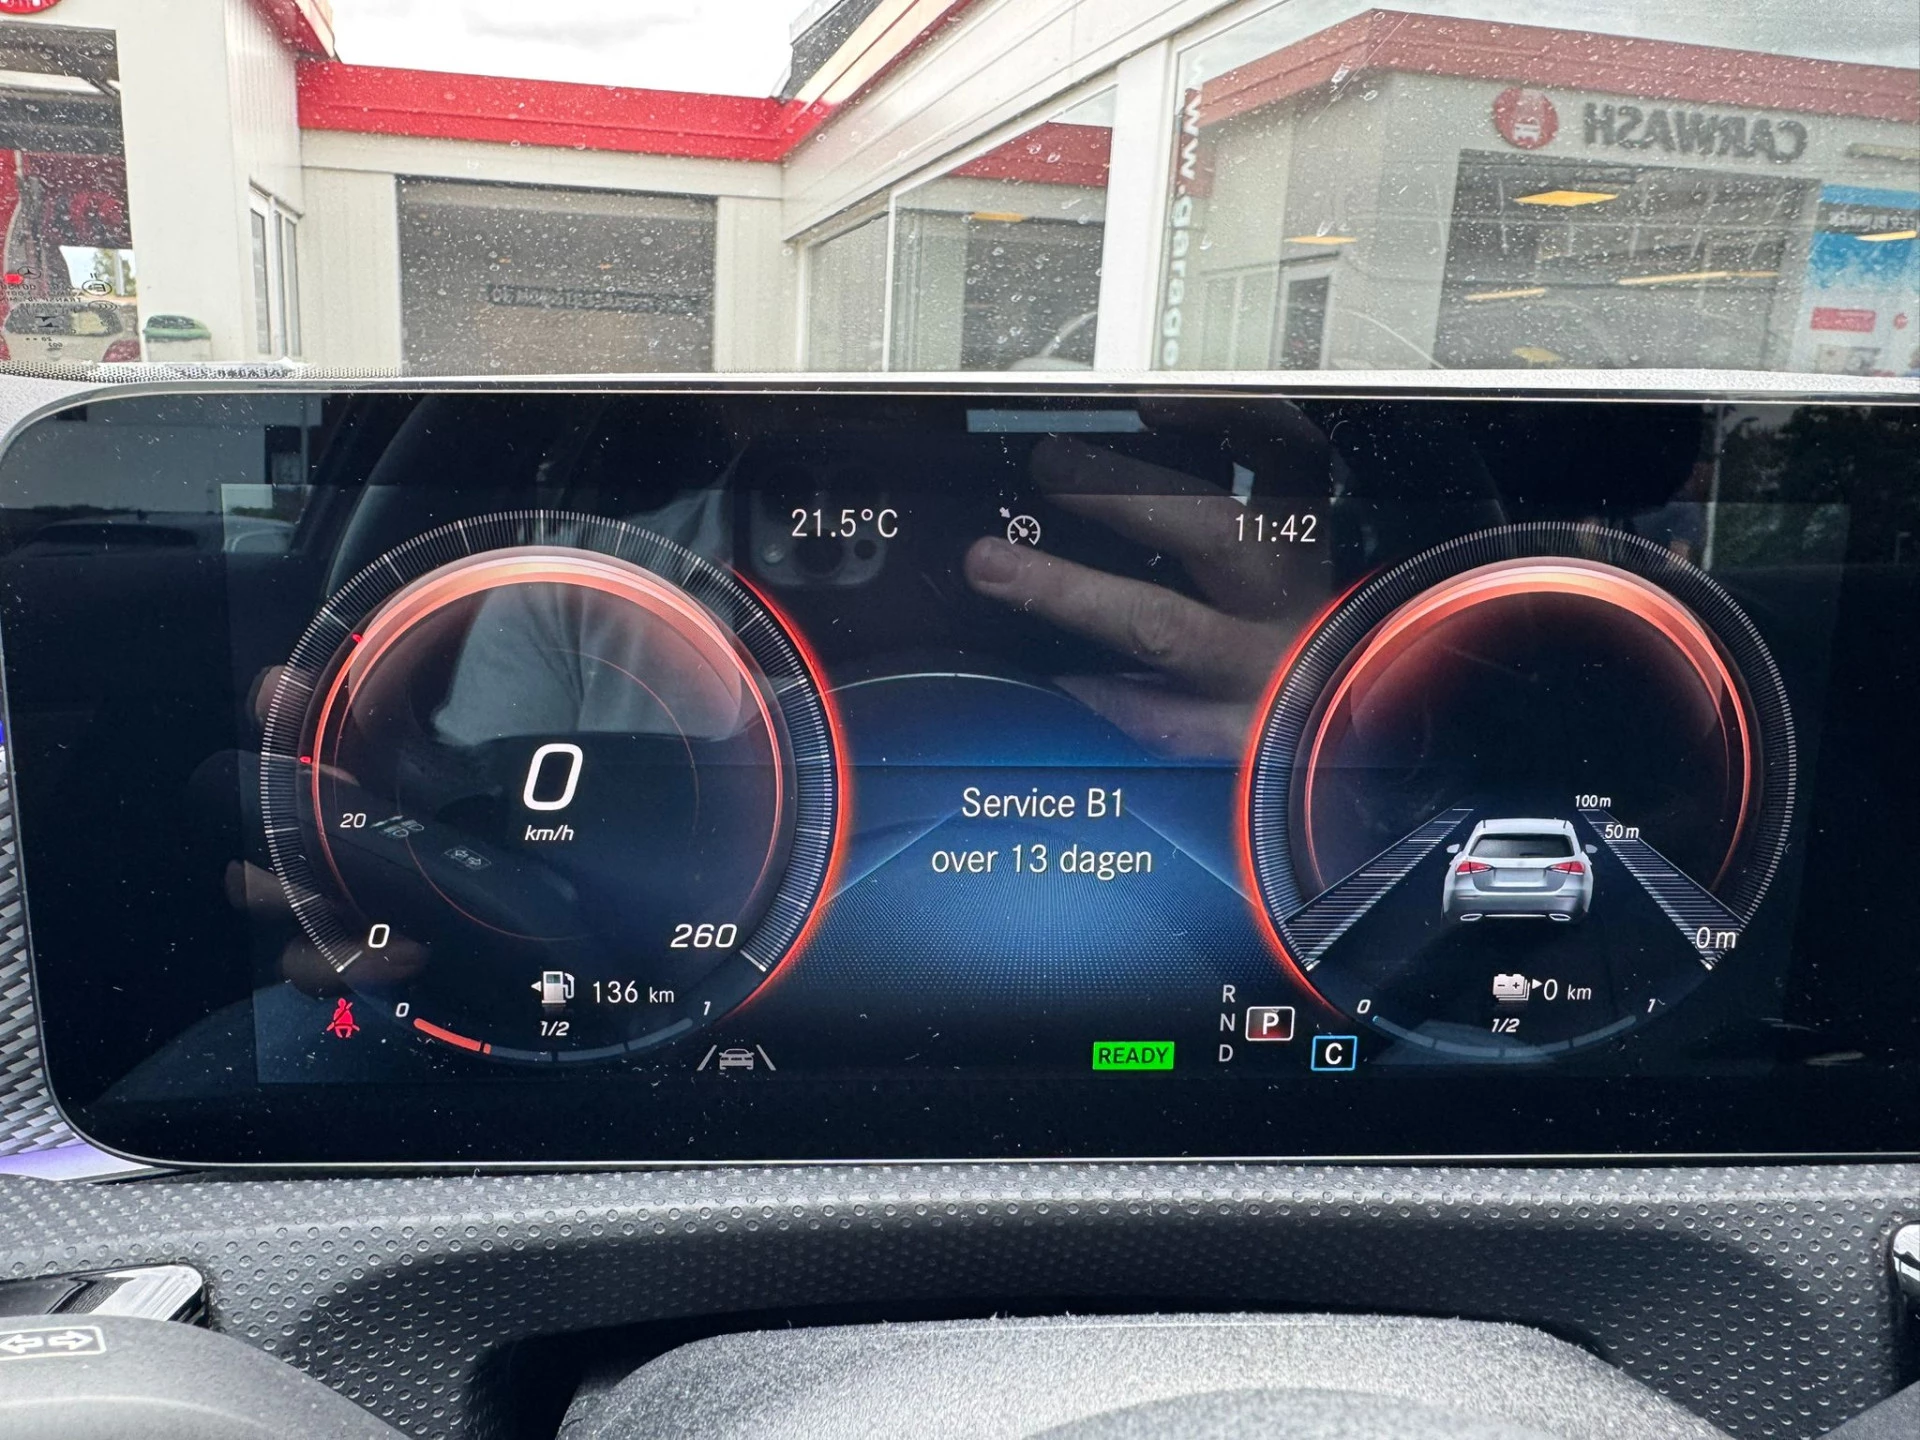 CARWASH
www.garage
21.5°C
11:42
0
km/h
20
0
260
136 km
0
1/2
1
Service B1
over 13 dagen
100 m
50 m
0 m
R
N
D
P
C
READY
0 km
0
1/2
1